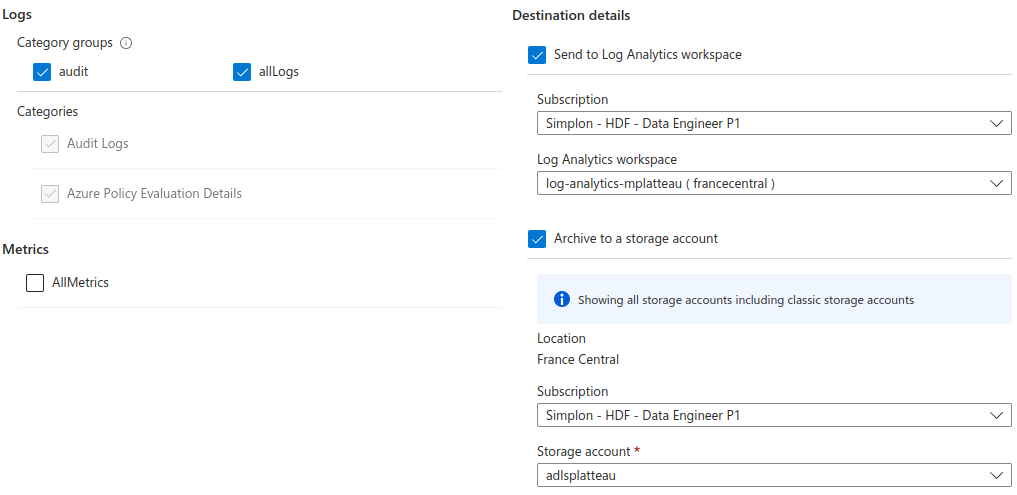 Logs
Category groups
audit
allLogs
Categories
Audit Logs
Azure Policy Evaluation Details
Metrics
AllMetrics
Destination details
Send to Log Analytics workspace
Subscription
Simplon - HDF - Data Engineer P1
Log Analytics workspace
log-analytics-mplatteau ( francecentral )
Archive to a storage account
Showing all storage accounts including classic storage accounts
Location
France Central
Subscription
Simplon - HDF - Data Engineer P1
Storage account *
adlsplatteau